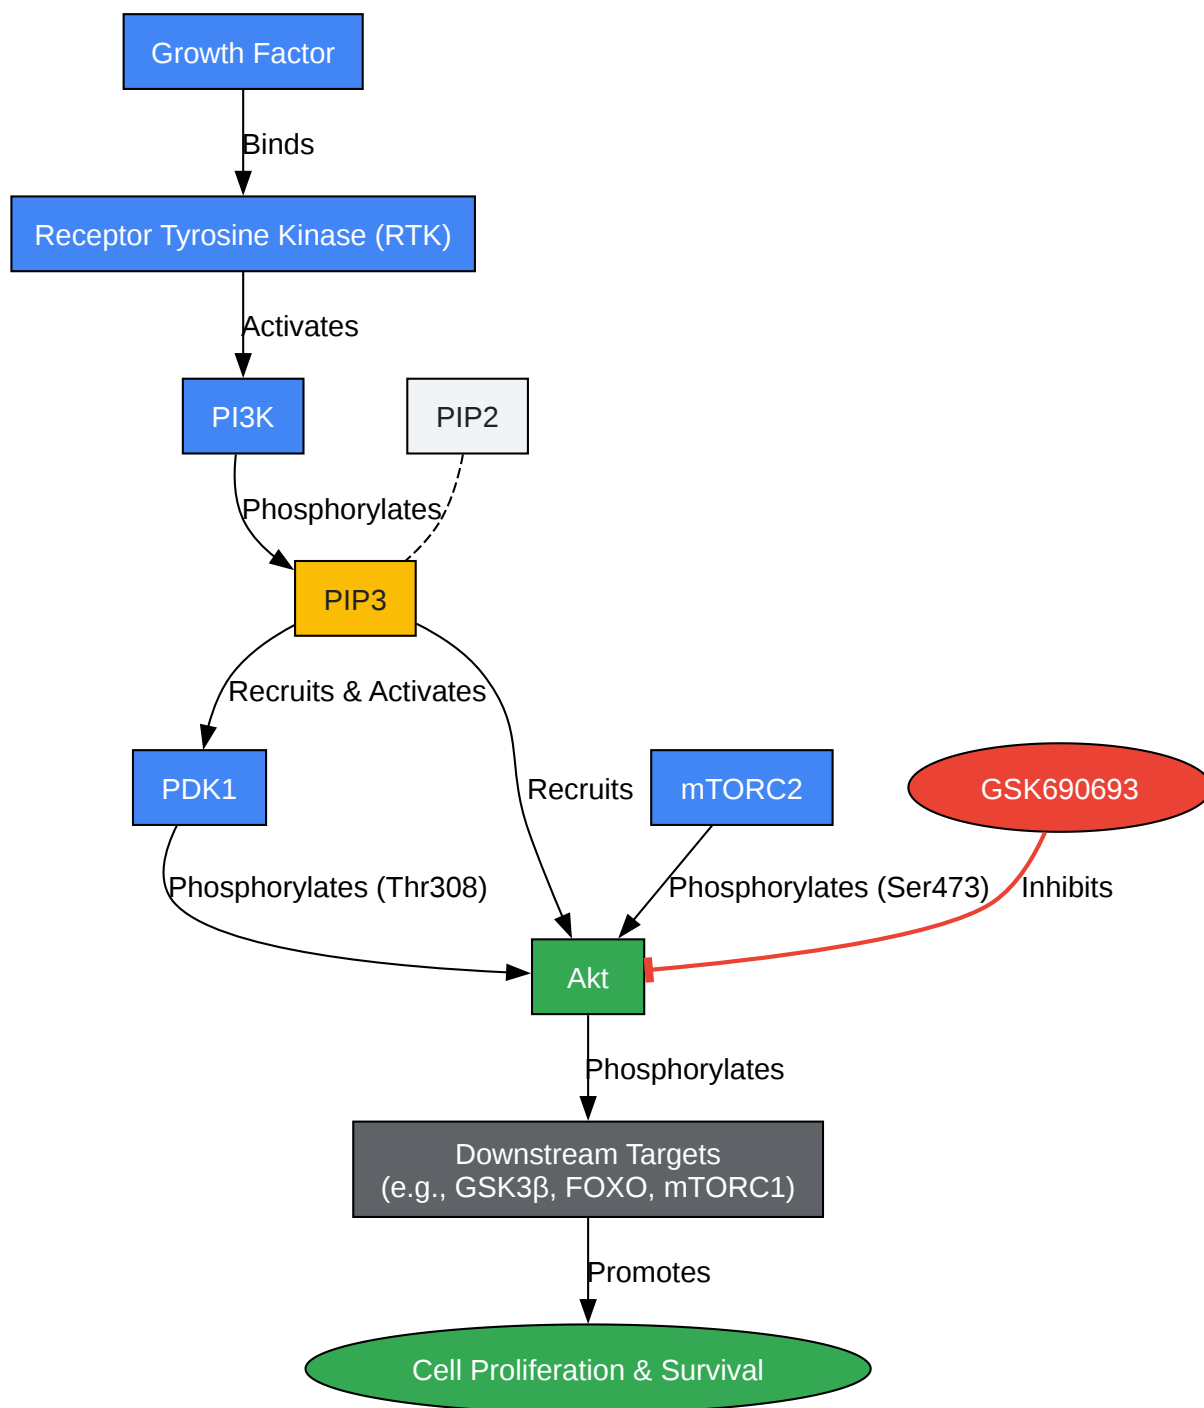 Growth Factor
Binds
Receptor Tyrosine Kinase (RTK)
Activates
PI3K
PIP2
Phosphorylates
PIP3
Recruits & Activates
PDK1
Recruits
mTORC2
GSK690693
Phosphorylates (Thr308)
Phosphorylates (Ser473)
Inhibits
Akt
Phosphorylates
Downstream Targets
(e.g., GSK3β, FOXO, mTORC1)
Promotes
Cell Proliferation & Survival